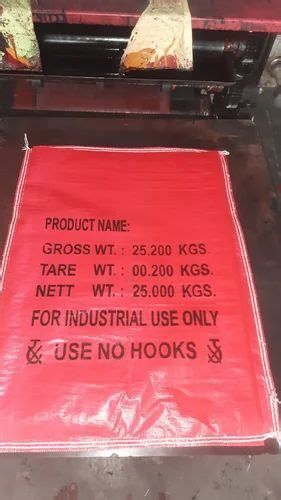 PRODUCT NAME:
GROSS WT. : 25.200 KGS.
TARE WT. : 00.200 KGS.
NETT WT. : 25.000 KGS.
FOR INDUSTRIAL USE ONLY
USE NO HOOKS